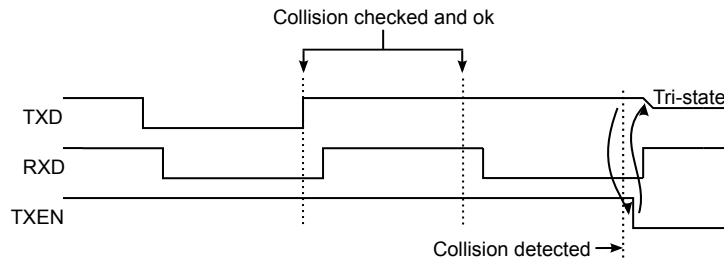 Collision checked and ok
Tri-state
TXD
RXD
TXEN
Collision detected